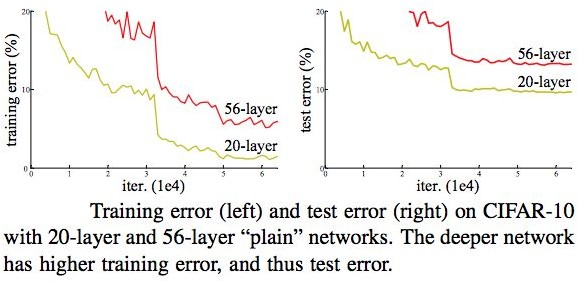 20
10
0
training error (%)
56-layer
20-layer
0 1 2 3 4 5 6
iter. (1e4)
20
10
0
test error (%)
56-layer
20-layer
0 1 2 3 4 5 6
iter. (1e4)
Training error (left) and test error (right) on CIFAR-10
with 20-layer and 56-layer “plain” networks. The deeper network
has higher training error, and thus test error.